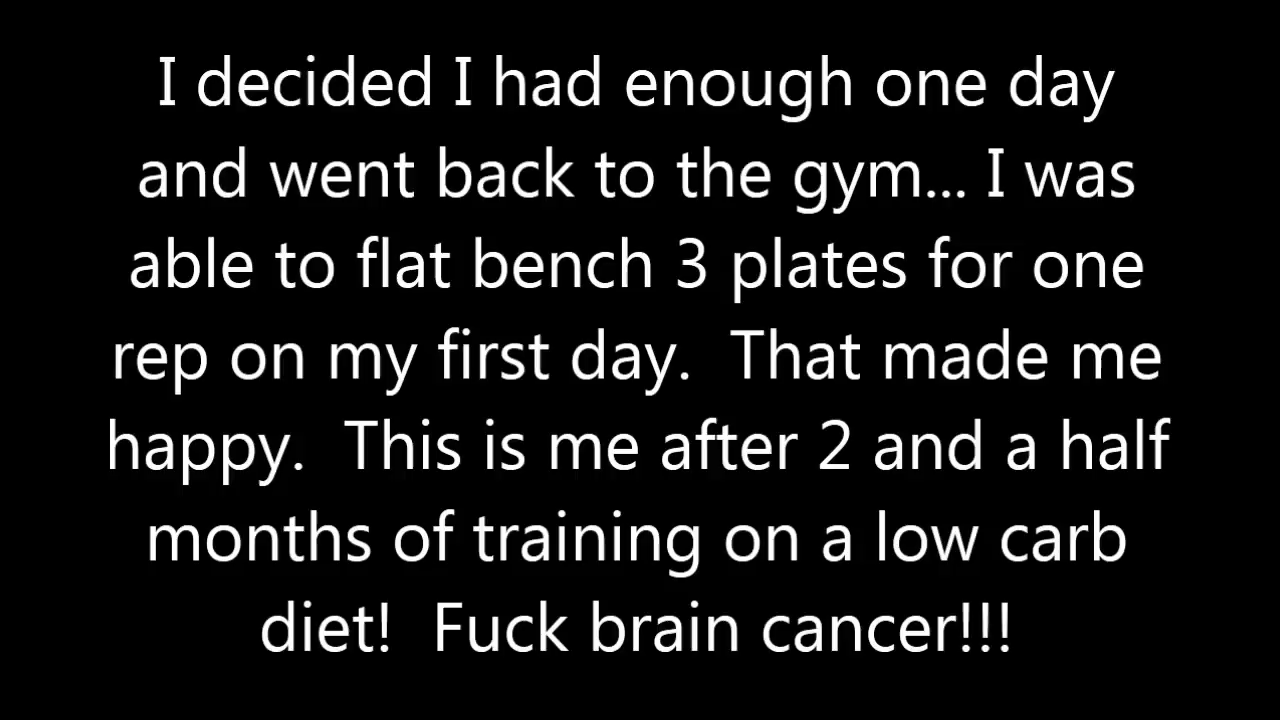 I decided I had enough one day
and went back to the gym... I was
able to flat bench 3 plates for one
rep on my first day.  That made me
happy.  This is me after 2 and a half
months of training on a low carb
diet!  Fuck brain cancer!!!